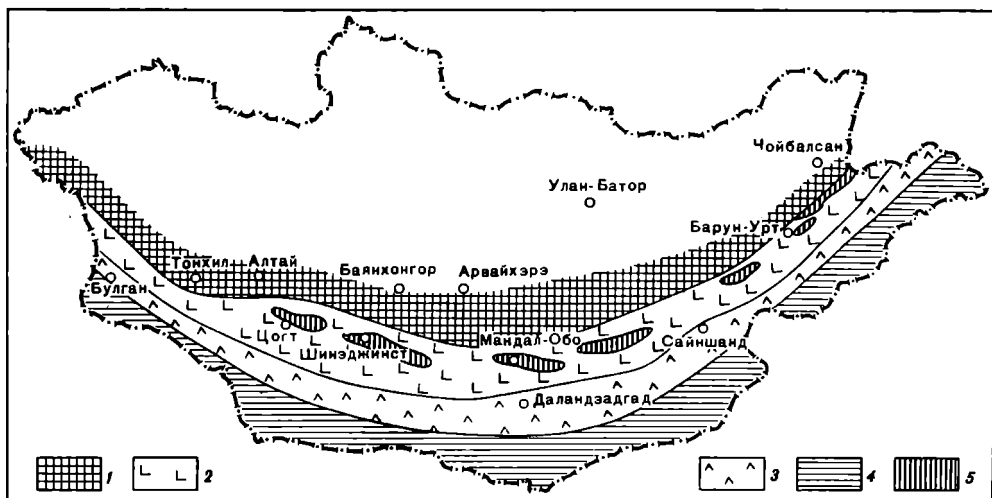 Чойбалсан
Улан-Батор
Барун-Урт
Тонхил Алтай
Баянхонгор Арвайхэрэ
Булган
Цогт
Мандал-Обо
Сайншанд
Шинэджинст
Даландзадгад
1 2 3 4 5